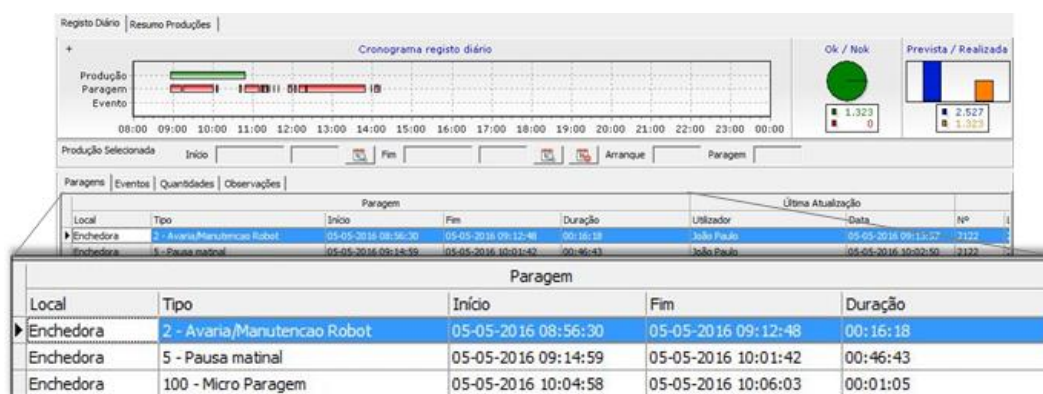 Registo Diário Resumo Produções
+ Cronograma registo diário Ok / Nok Prevista / Realizada
Produção
Paragem
Evento
08:00 09:00 10:00 11:00 12:00 13:00 14:00 15:00 16:00 17:00 18:00 19:00 20:00 21:00 22:00 23:00 00:00
1.323
0
2.527
1.323
Produção Selecionada Início Fim Arranque Paragem
Paragens Eventos Quantidades Observações
Paragem Última Atualização
Local Tipo Início Fim Duração Utilizador Data Nº
Enchedora 2 - Avaria/Manutencao Robot 05-05-2016 08:56:30 05-05-2016 09:12:48 00:16:18 João Paulo 05-05-2016 2122
Enchedora 5 - Pausa matinal 05-05-2016 09:14:59 05-05-2016 10:01:42 00:46:43 João Paulo 05-05-2016 10:02:50 2122
Paragem
Local Tipo Início Fim Duração
Enchedora 2 - Avaria/Manutencao Robot 05-05-2016 08:56:30 05-05-2016 09:12:48 00:16:18
Enchedora 5 - Pausa matinal 05-05-2016 09:14:59 05-05-2016 10:01:42 00:46:43
Enchedora 100 - Micro Paragem 05-05-2016 10:04:58 05-05-2016 10:06:03 00:01:05